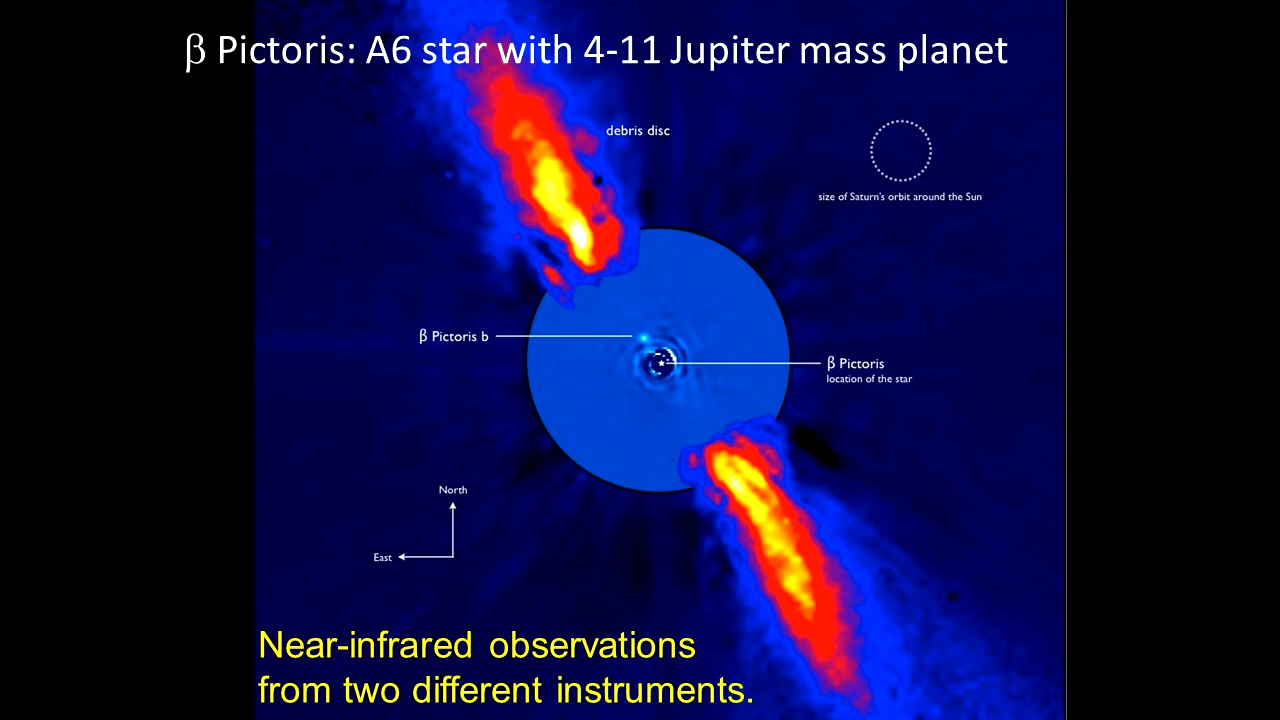 β Pictoris: A6 star with 4-11 Jupiter mass planet
debris disc
size of Saturn's orbit around the Sun
β Pictoris b
β Pictoris
location of the star
North
East
Near-infrared observations
from two different instruments.